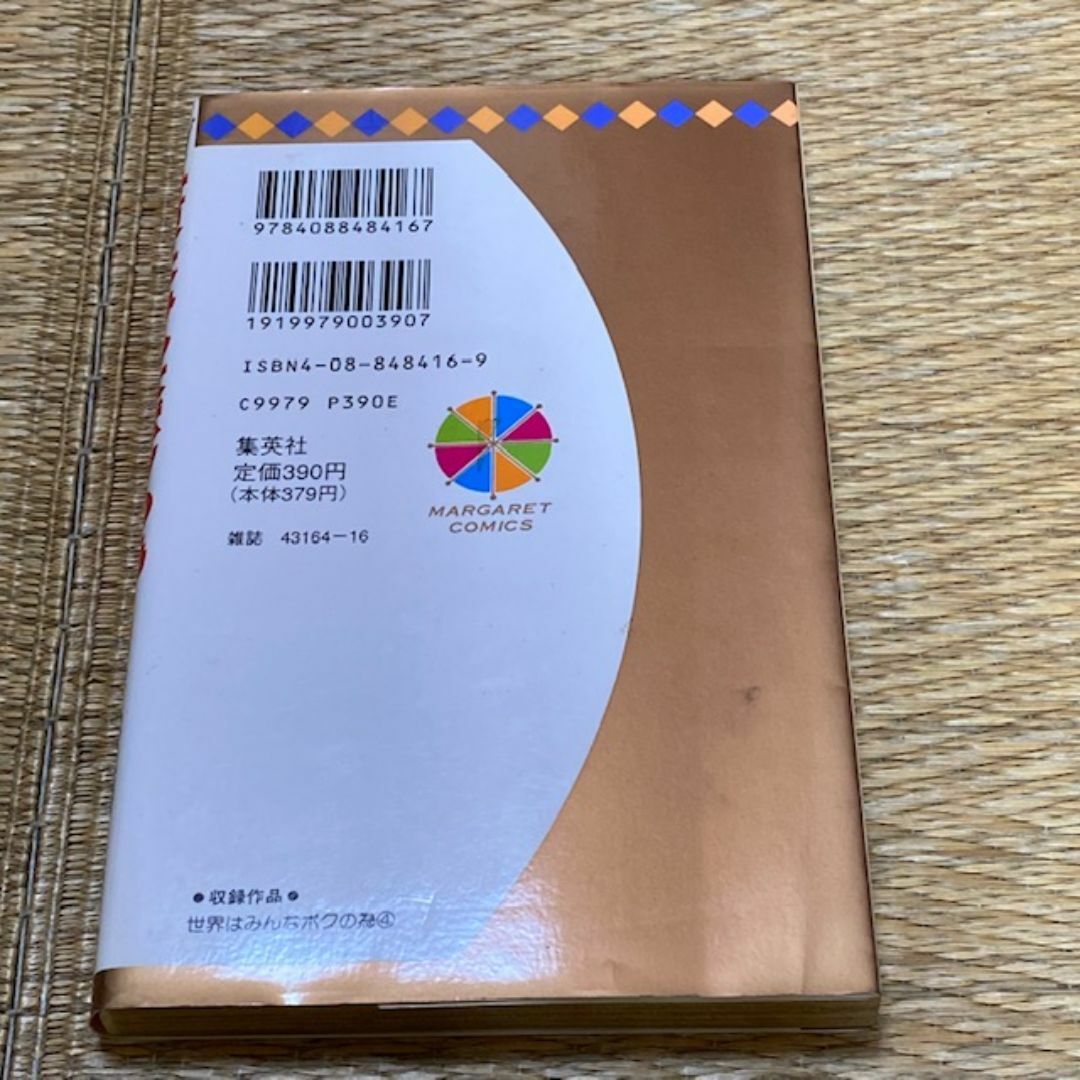 9784088484167
1919979003907
ISBN4-08-848416-9
C9979 P390E
集英社
定価390円
(本体379円)
MARGARET
COMICS
雑誌 43164-16
●収録作品●
世界はみんなボクの為④